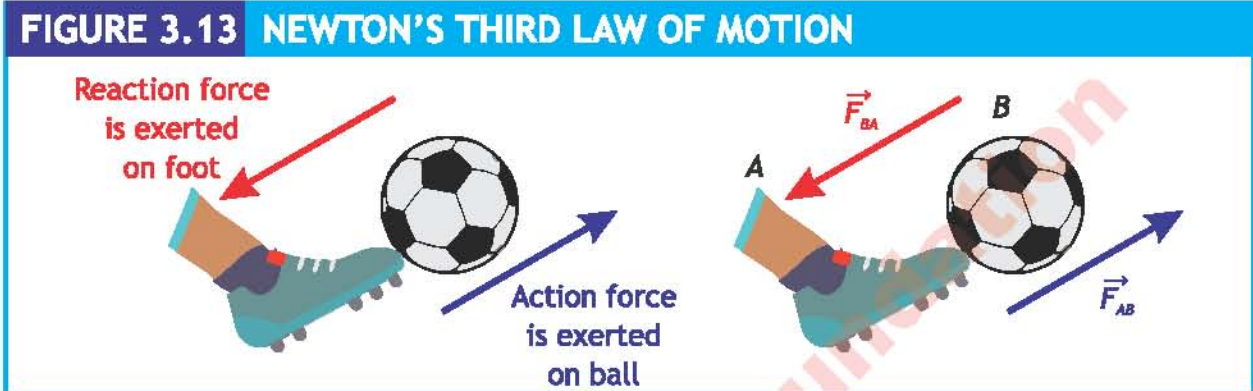 FIGURE 3.13 NEWTON'S THIRD LAW OF MOTION
Reaction force
is exerted
on foot
Action force
is exerted
on ball
A
F⃗BA
B
F⃗AB